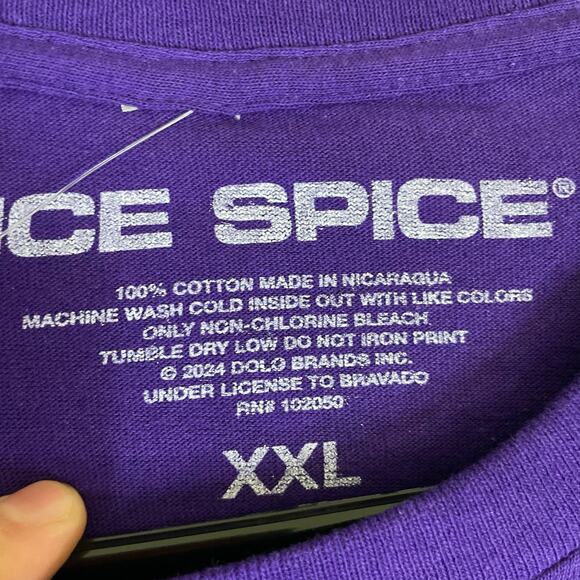 ICE SPICE®
100% COTTON MADE IN NICARAGUA
MACHINE WASH COLD INSIDE OUT WITH LIKE COLORS
ONLY NON-CHLORINE BLEACH
TUMBLE DRY LOW DO NOT IRON PRINT
© 2024 DOLO BRANDS INC.
UNDER LICENSE TO BRAVADO
RN# 102050
XXL